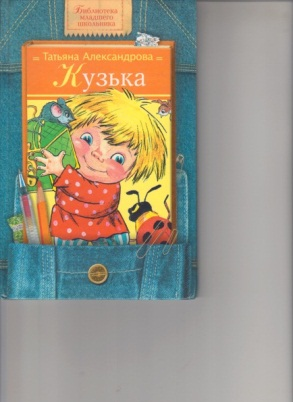 Библиотека
младшего
школьника
Татьяна Александрова
Кузька